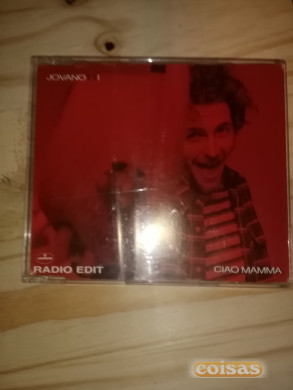 JOVANO I
RADIO EDIT
CIAO MAMMA
coisas